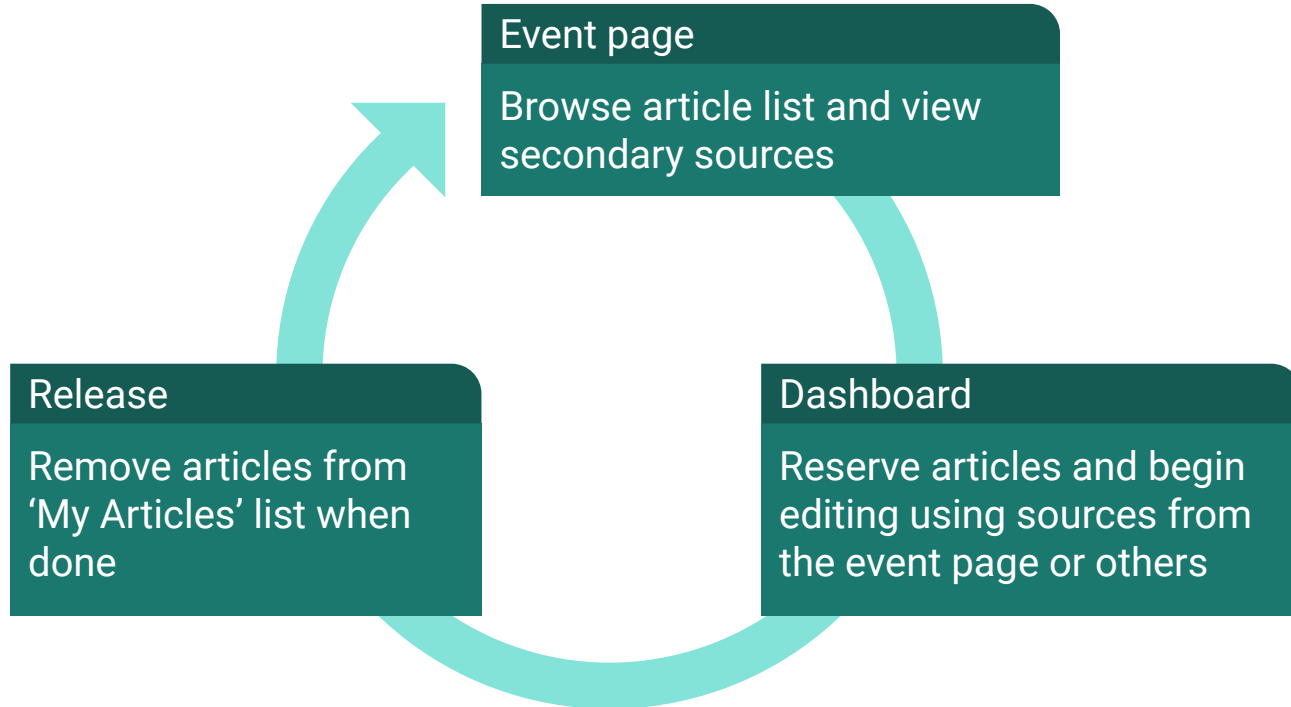 Event page
Browse article list and view
secondary sources
Release
Remove articles from
‘My Articles’ list when
done
Dashboard
Reserve articles and begin
editing using sources from
the event page or others